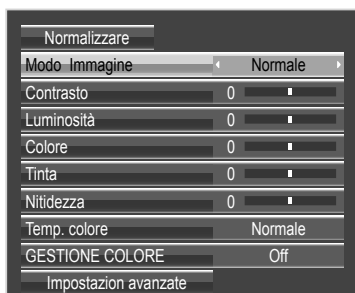 Normalizzare
Modo Immagine Normale
Contrasto 0
Luminosità 0
Colore 0
Tinta 0
Nitidezza 0
Temp. colore Normale
GESTIONE COLORE Off
Impostazion avanzate